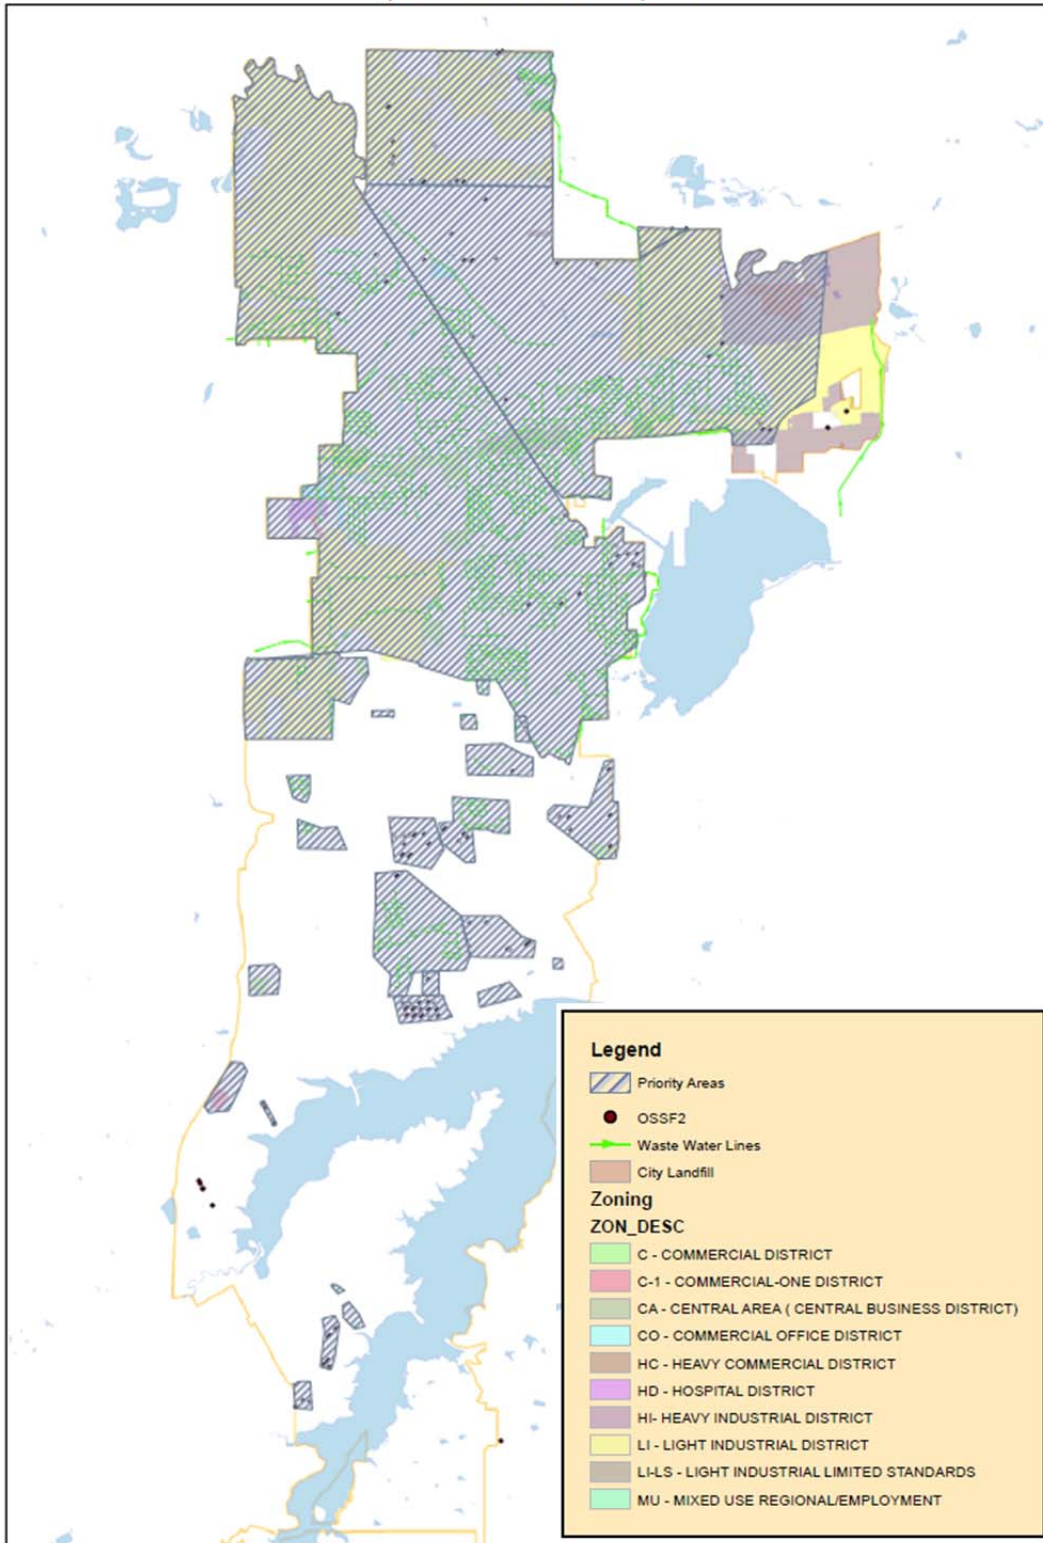 Legend
Priority Areas
OSSF2
Waste Water Lines
City Landfill
Zoning
ZON_DESC
C - COMMERCIAL DISTRICT
C-1 - COMMERCIAL-ONE DISTRICT
CA - CENTRAL AREA ( CENTRAL BUSINESS DISTRICT)
CO - COMMERCIAL OFFICE DISTRICT
HC - HEAVY COMMERCIAL DISTRICT
HD - HOSPITAL DISTRICT
HI- HEAVY INDUSTRIAL DISTRICT
LI - LIGHT INDUSTRIAL DISTRICT
LI-LS - LIGHT INDUSTRIAL LIMITED STANDARDS
MU - MIXED USE REGIONAL/EMPLOYMENT